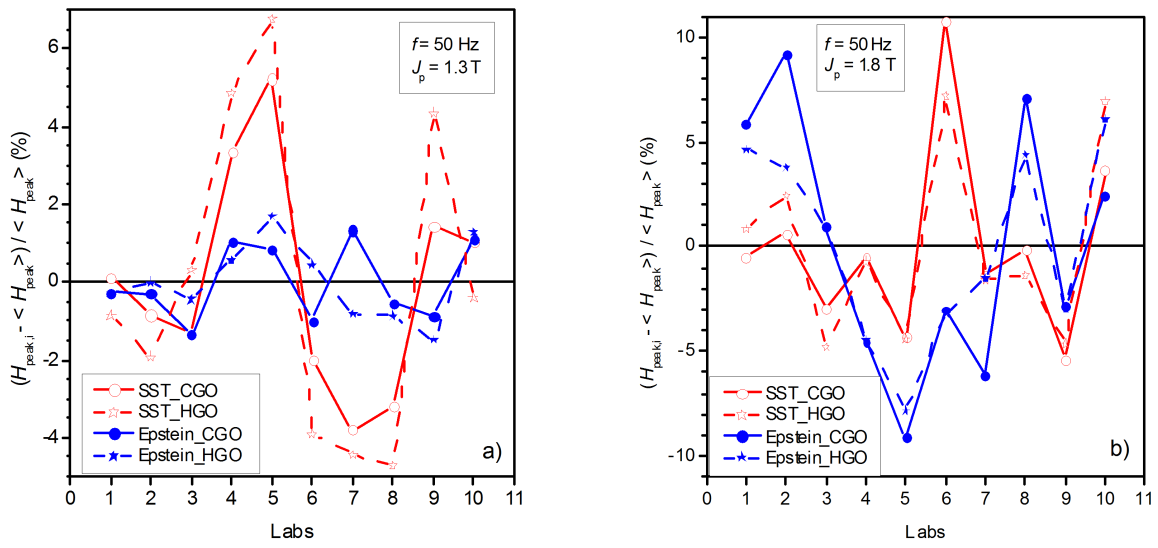 6
4
2
0
-2
-4
(H_peak,i - < H_peak >) / < H_peak > (%)
f = 50 Hz
J_p = 1.3 T
SST_CGO
SST_HGO
Epstein_CGO
Epstein_HGO
a)
0 1 2 3 4 5 6 7 8 9 10 11
Labs
10
5
0
-5
-10
(H_peak,i - < H_peak >) / < H_peak > (%)
f = 50 Hz
J_p = 1.8 T
SST_CGO
SST_HGO
Epstein_CGO
Epstein_HGO
b)
0 1 2 3 4 5 6 7 8 9 10 11
Labs